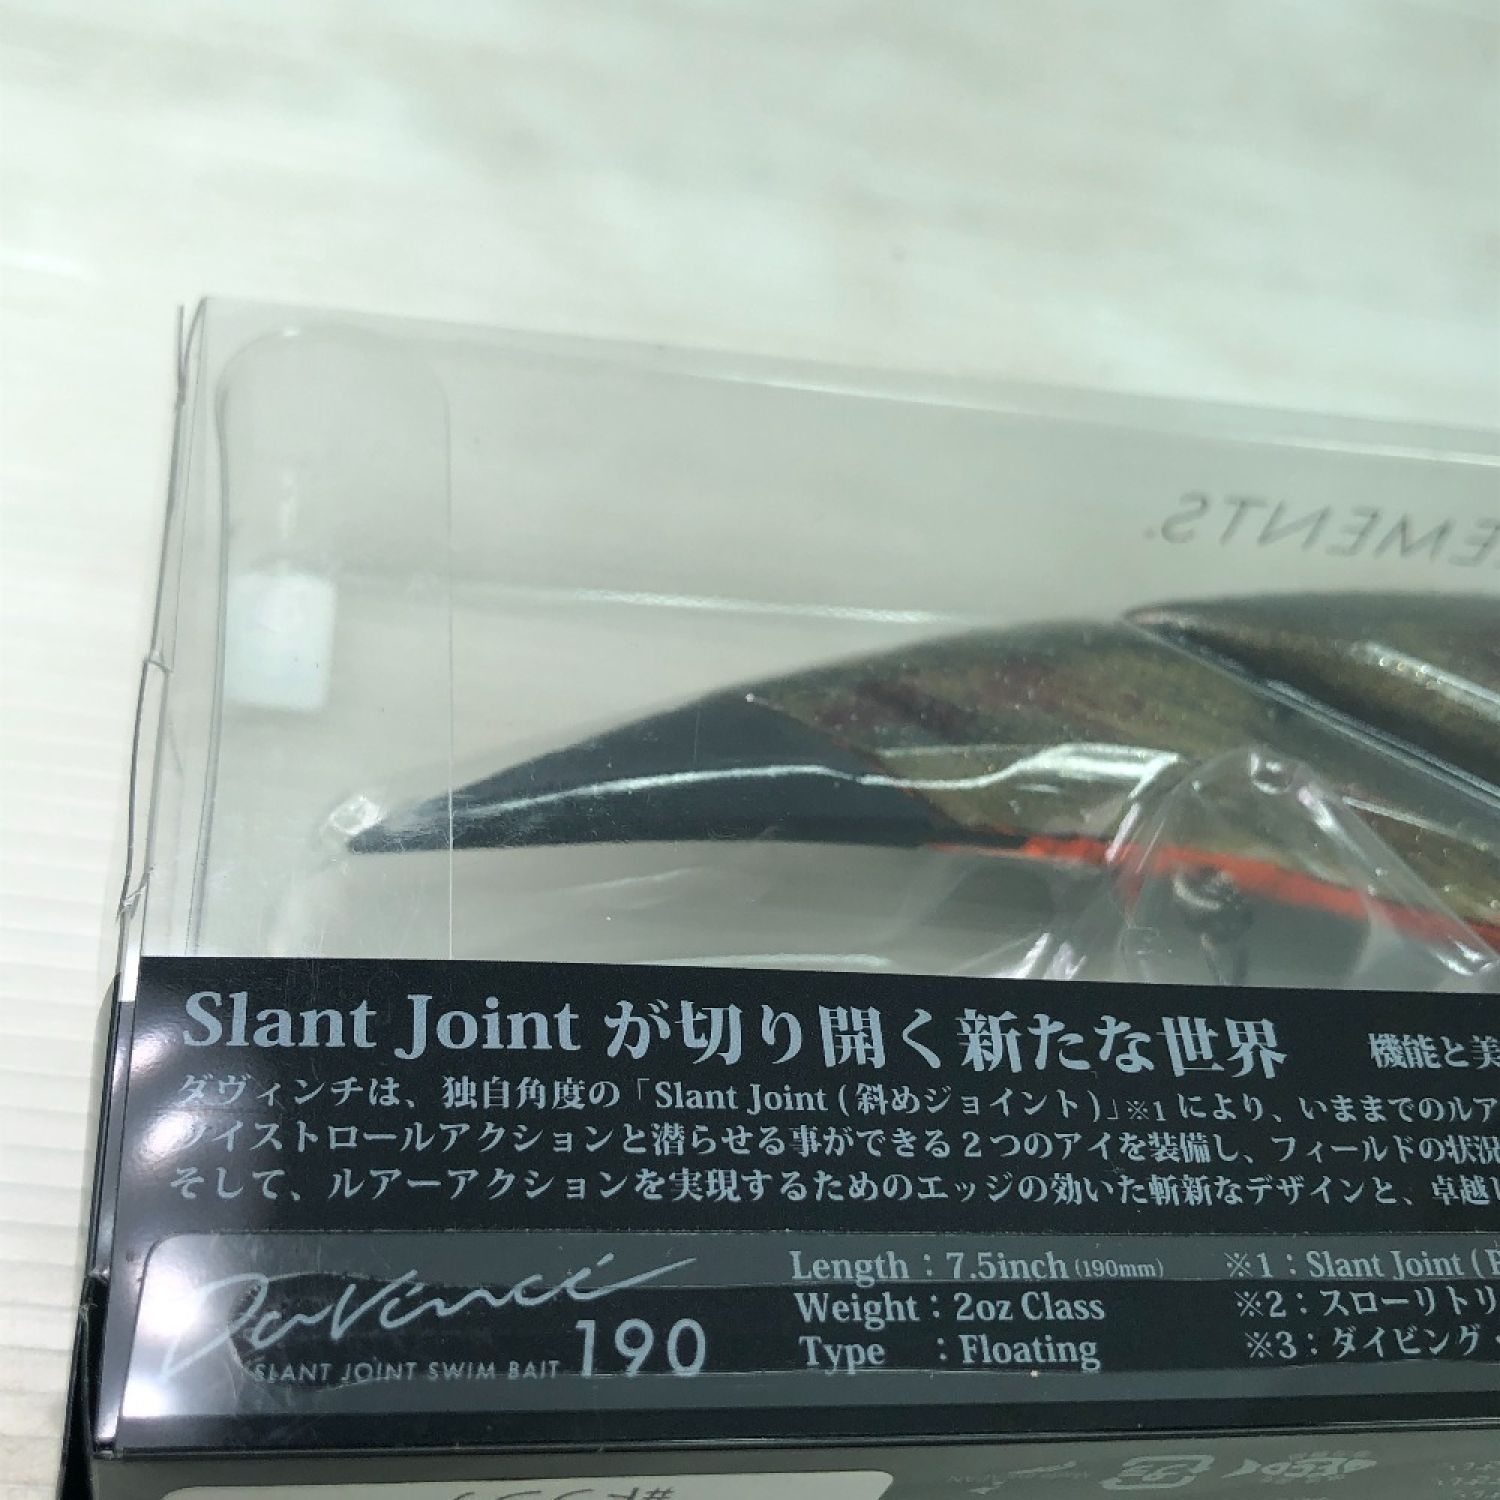 EMENTS.
Slant Joint が切り開く新たな世界 機能と美
ダヴィンチは、独自角度の「Slant Joint (斜めジョイント)」※1 により、いままでのルア
ツイストロールアクションと潜らせる事ができる 2 つのアイを装備し、フィールドの状況
そして、ルアーアクションを実現するためのエッジの効いた斬新なデザインと、卓越し
DaVinci 190
SLANT JOINT SWIM BAIT
Length : 7.5inch (190mm)
Weight : 2oz Class
Type : Floating
※1 : Slant Joint (
※2 : スローリトリ
※3 : ダイビング・